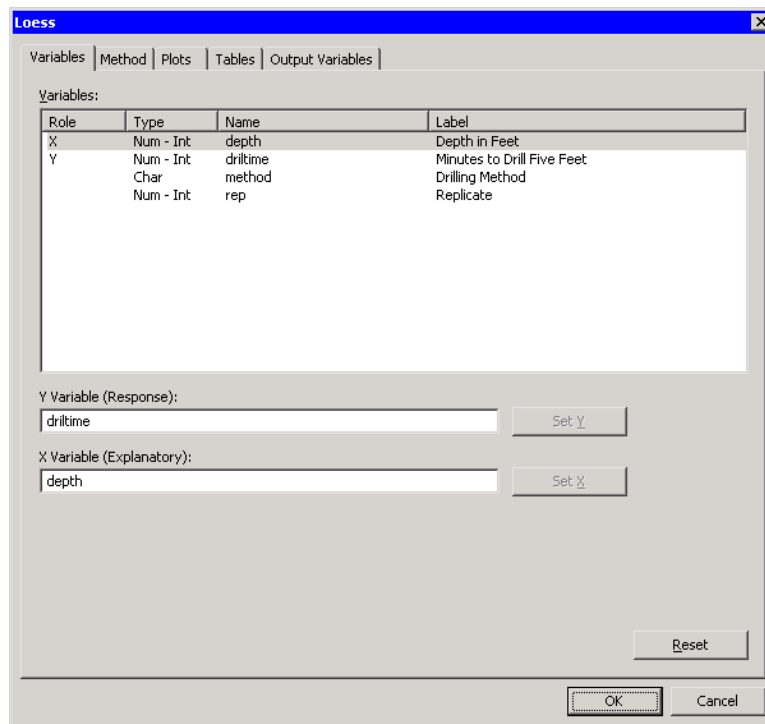 Loess
Variables Method Plots Tables Output Variables
Variables:
Role Type Name Label
X Num - Int depth Depth in Feet
Y Num - Int driltime Minutes to Drill Five Feet
Char method Drilling Method
Num - Int rep Replicate
Y Variable (Response):
driltime Set Y
X Variable (Explanatory):
depth Set X
Reset
OK Cancel